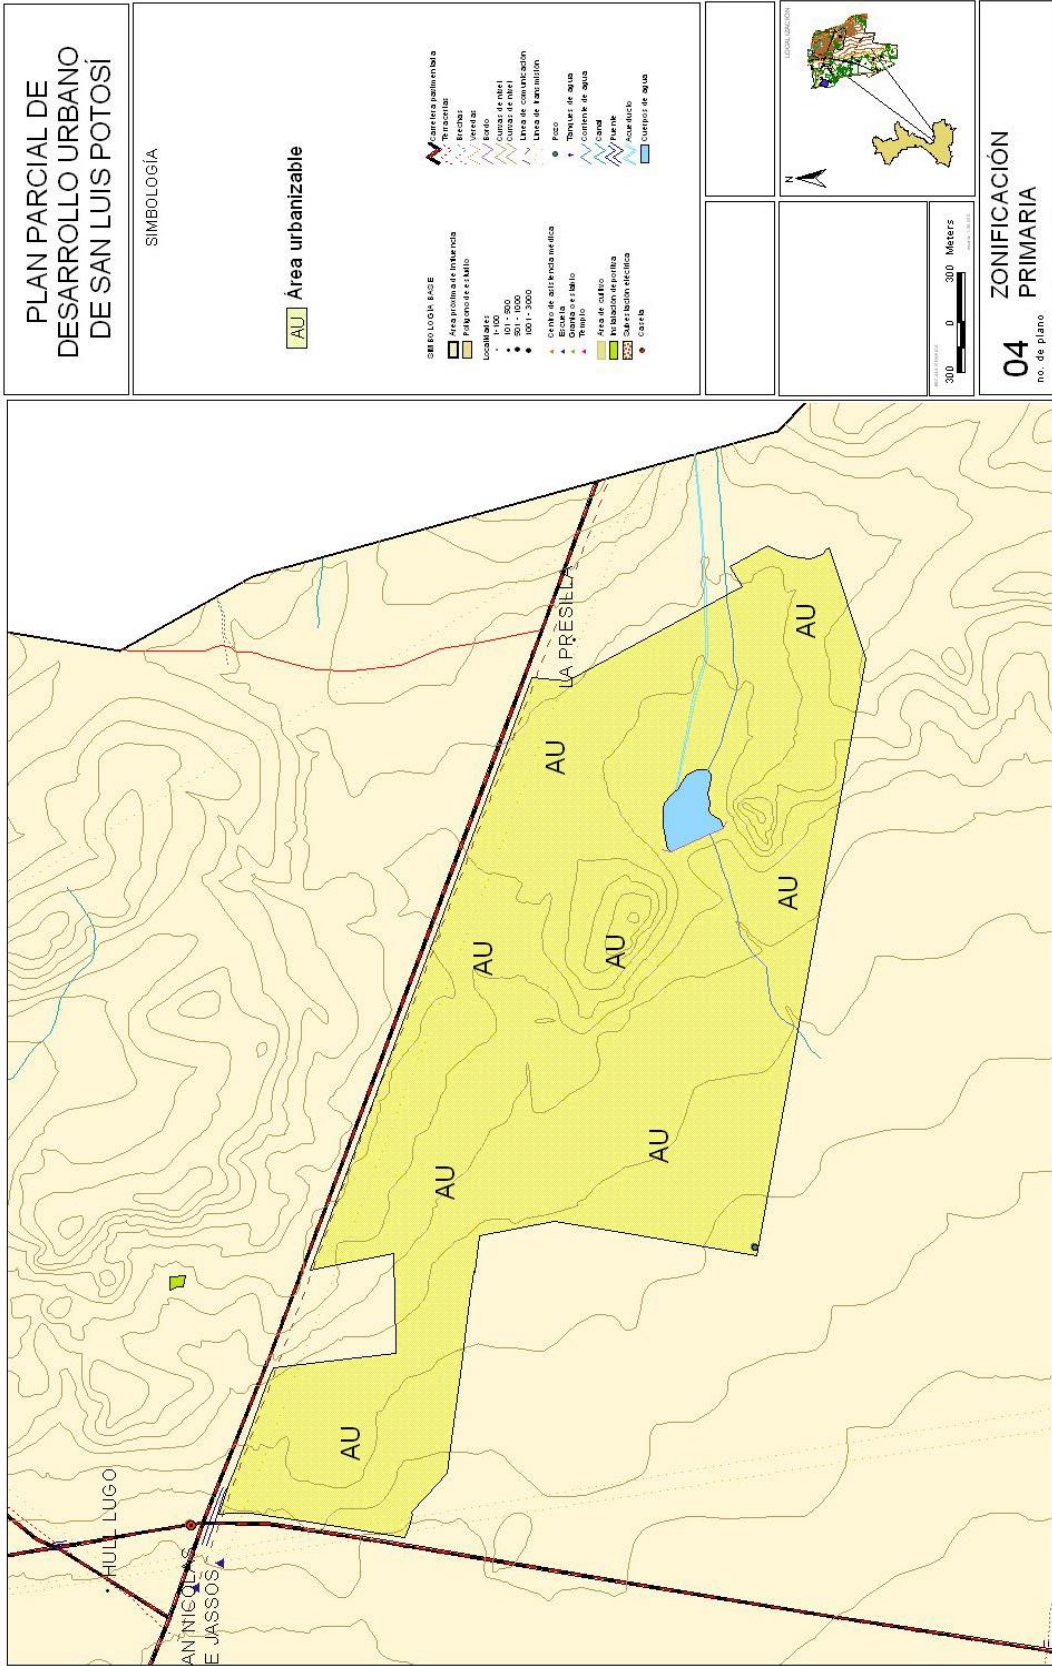 PLAN PARCIAL DE
DESARROLLO URBANO
DE SAN LUIS POTOSÍ
SIMBOLOGÍA
AU Área urbanizable
SIMBOLOGÍA BASE
Área próxima de influencia
Polígono de estudio
Localidades
1-100
101 - 500
501 - 1000
1001 - 3000
Centro de asistencia médica
Escuela
Granja o establo
Templo
Área de cultivo
Instalación deportiva
Subestación eléctrica
Caseta
Carretera pavimentada
Terracerías
Brechas
Veredas
Bordo
Curvas de nivel
Curvas de nivel
Línea de comunicación
Línea de transmisión
Pozo
Tanques de agua
Corriente de agua
Canal
Puente
Acueducto
Cuerpos de agua
LOCALIZACIÓN
N
300 0 300 Meters
04
no. de plano
ZONIFICACIÓN
PRIMARIA
HULL LUGO
AN NICOLAS
E JASSOS
LA PRESILLA
AU
AU
AU
AU
AU
AU
AU
AU